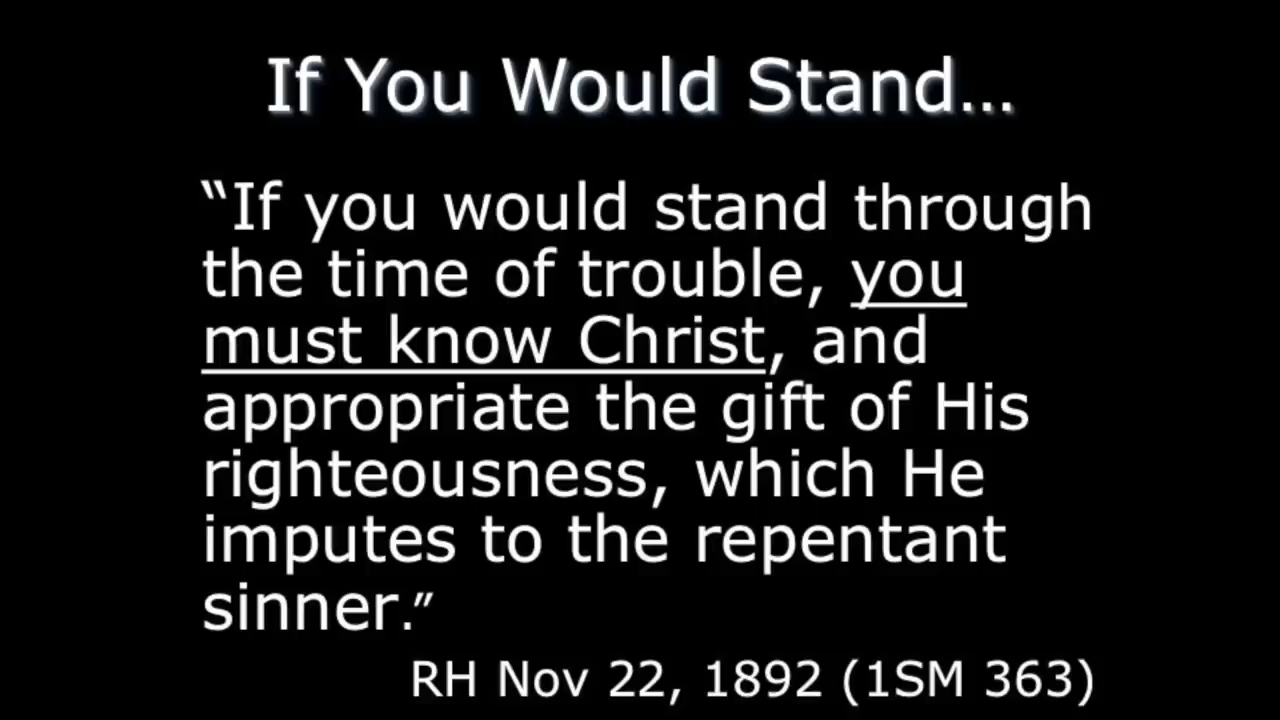 If You Would Stand...
“If you would stand through
the time of trouble, you
must know Christ, and
appropriate the gift of His
righteousness, which He
imputes to the repentant
sinner.”
RH Nov 22, 1892 (1SM 363)